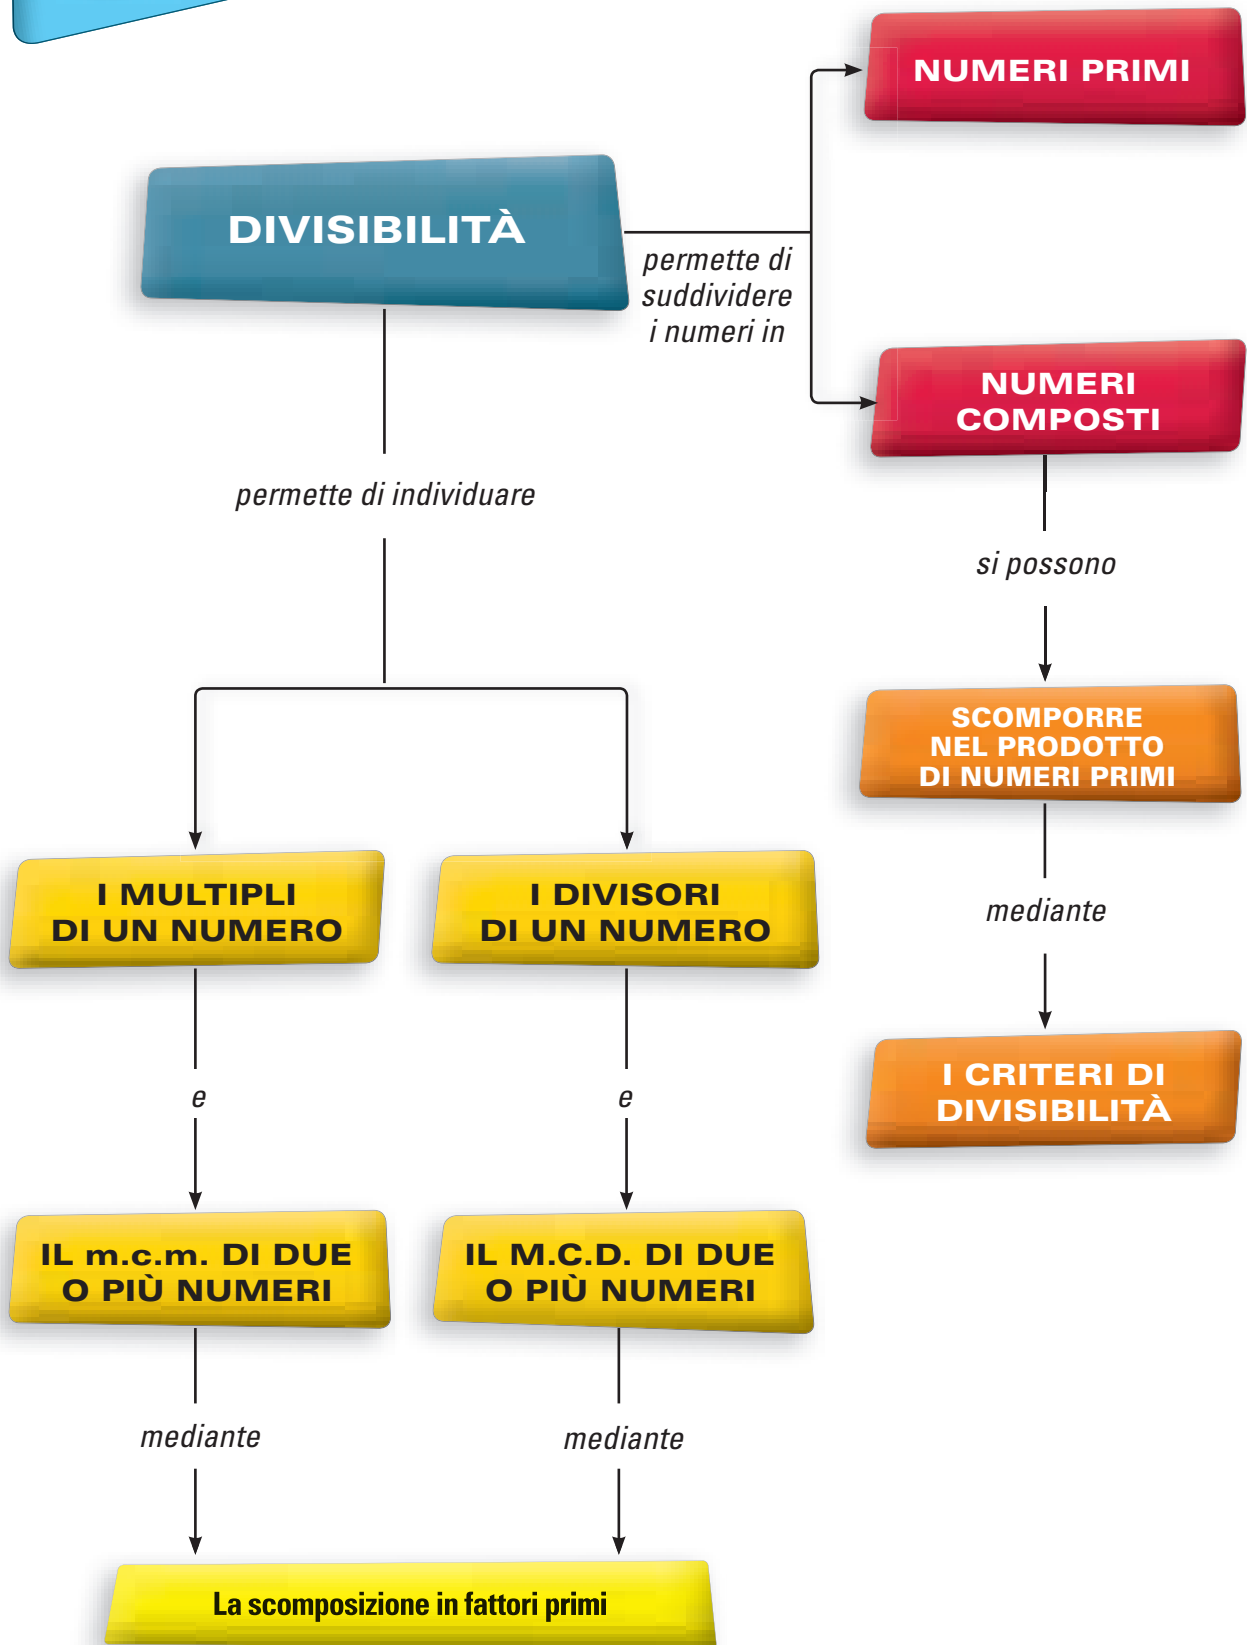 NUMERI PRIMI
DIVISIBILITÀ
permette di
suddividere
i numeri in
NUMERI
COMPOSTI
permette di individuare
si possono
SCOMPORRE
NEL PRODOTTO
DI NUMERI PRIMI
I MULTIPLI
DI UN NUMERO
I DIVISORI
DI UN NUMERO
mediante
I CRITERI DI
DIVISIBILITÀ
e
e
IL m.c.m. DI DUE
O PIÙ NUMERI
IL M.C.D. DI DUE
O PIÙ NUMERI
mediante
mediante
La scomposizione in fattori primi